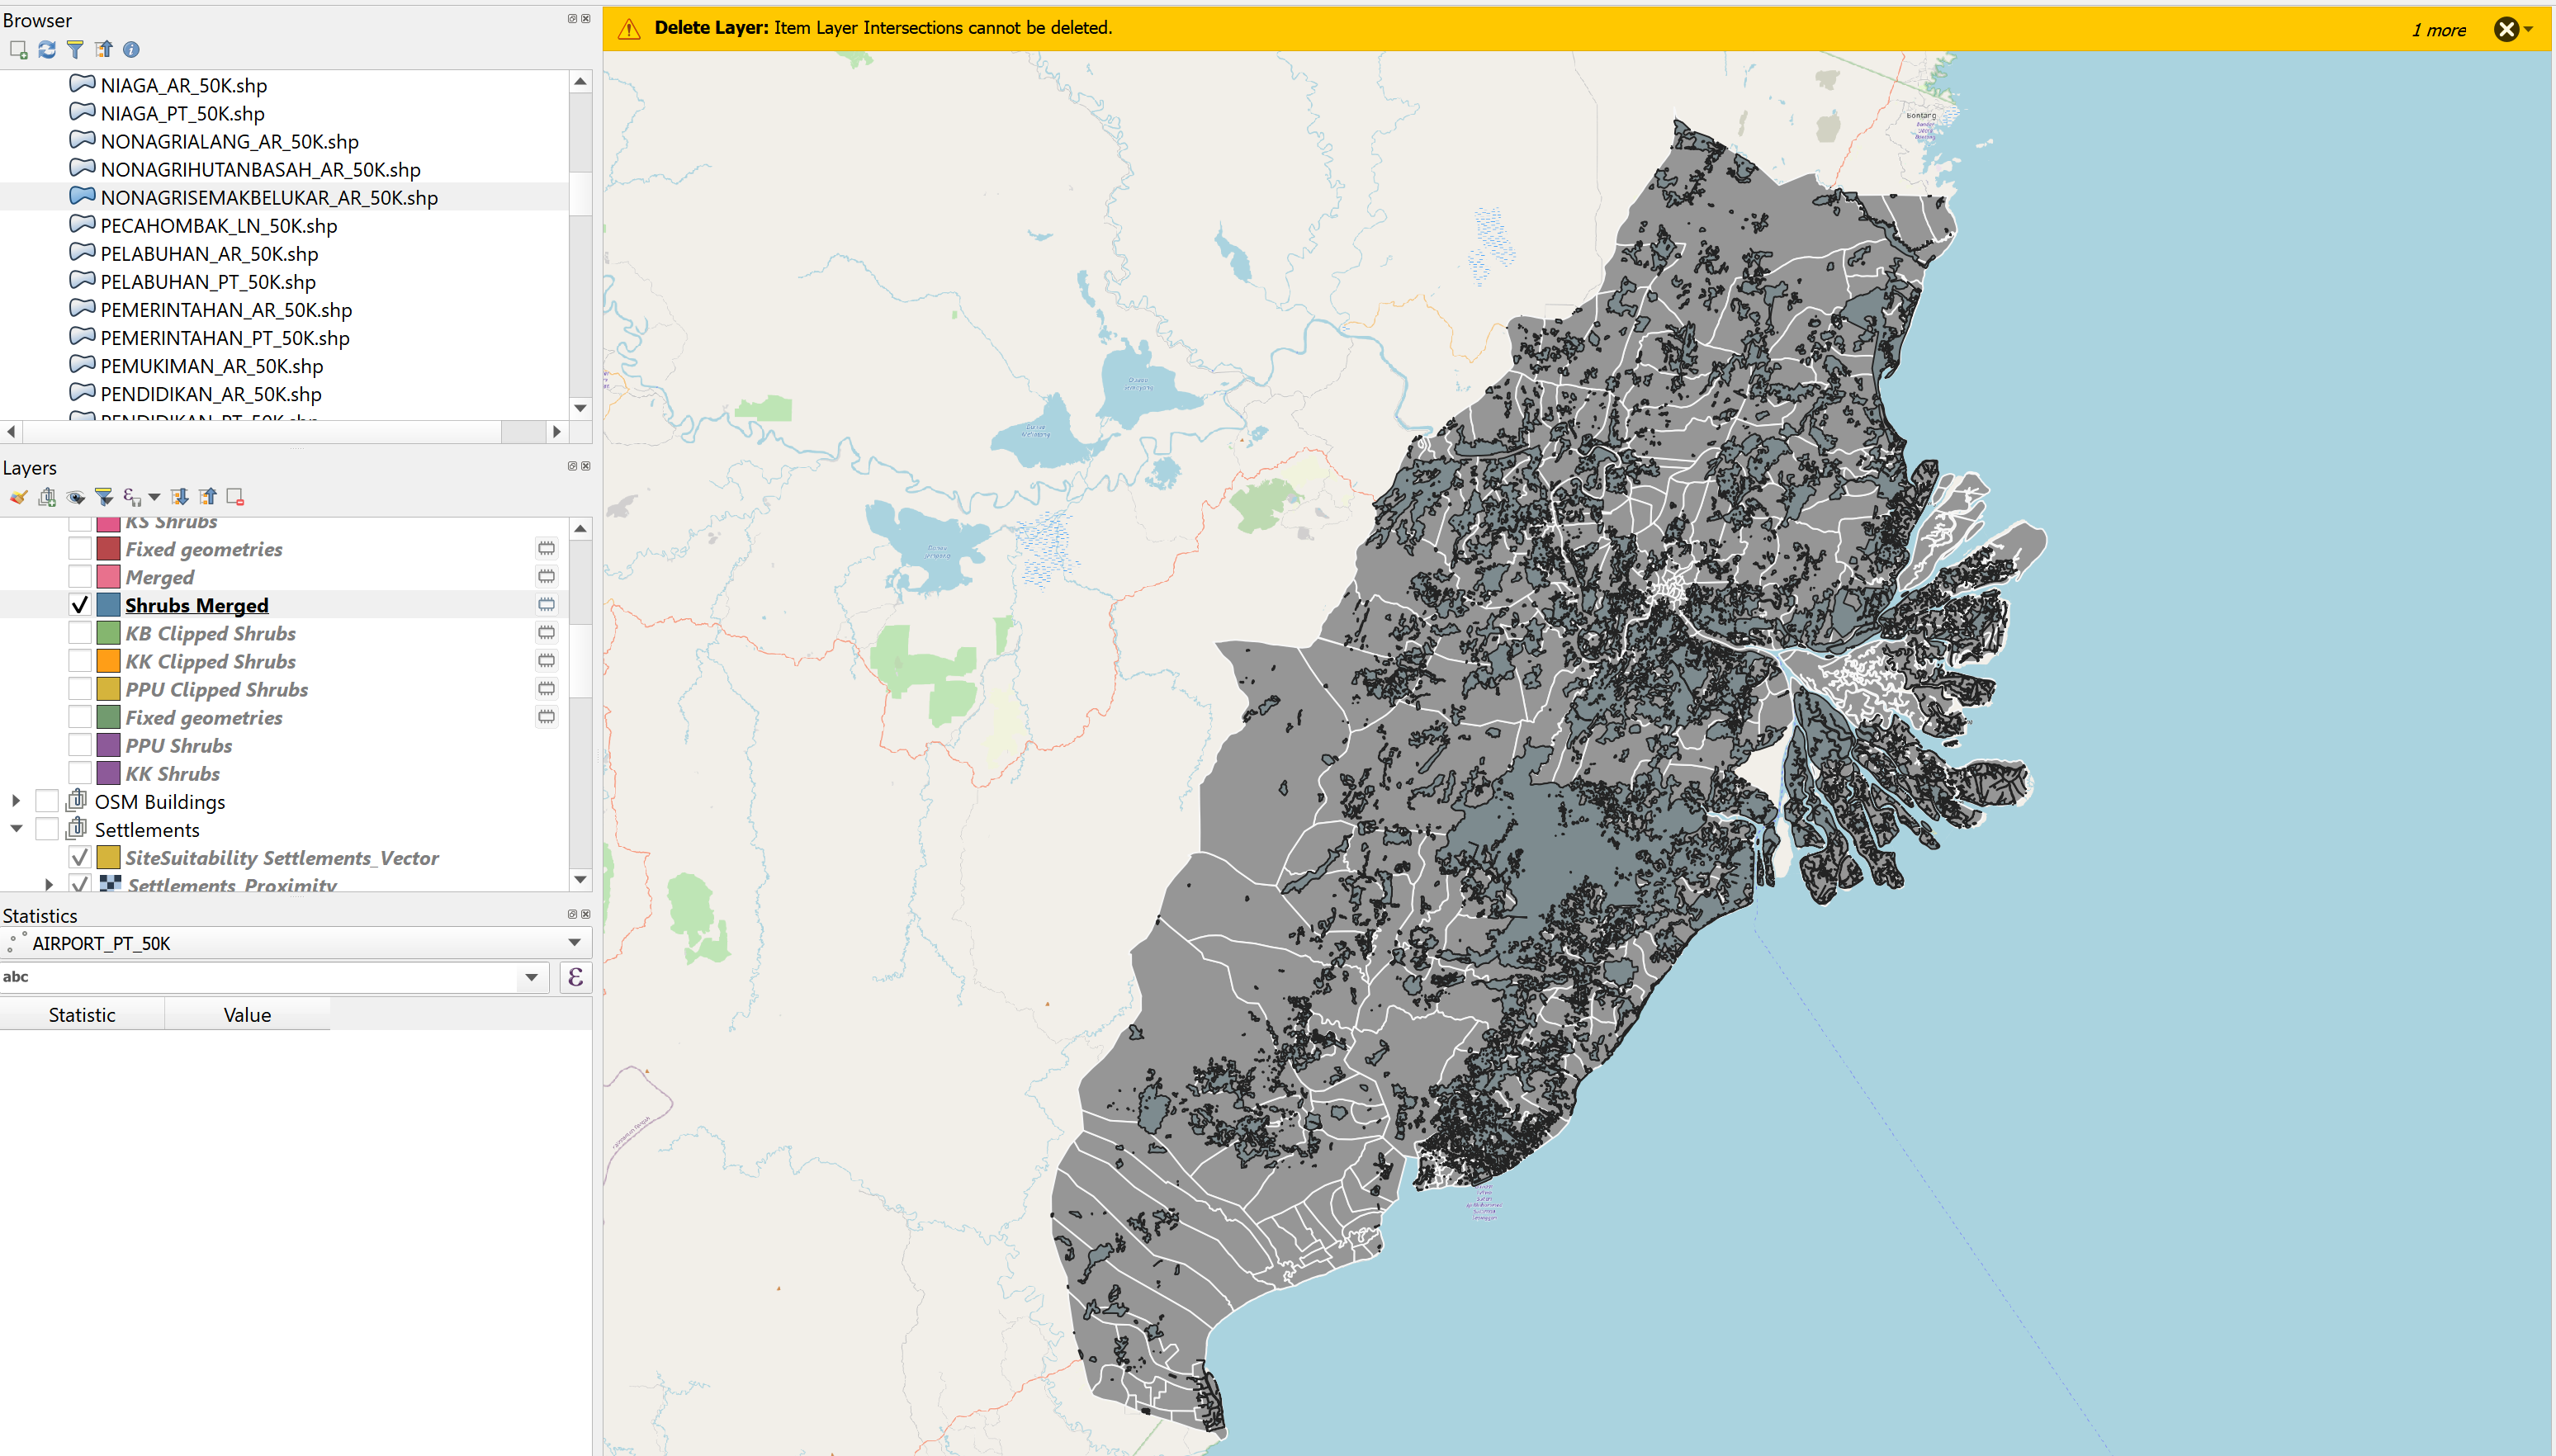 Browser
NIAGA_AR_50K.shp
NIAGA_PT_50K.shp
NONAGRIALANG_AR_50K.shp
NONAGRIHUTANBASAH_AR_50K.shp
NONAGRISEMAKBELUKAR_AR_50K.shp
PECAHOMBAK_LN_50K.shp
PELABUHAN_AR_50K.shp
PELABUHAN_PT_50K.shp
PEMERINTAHAN_AR_50K.shp
PEMERINTAHAN_PT_50K.shp
PEMUKIMAN_AR_50K.shp
PENDIDIKAN_AR_50K.shp
PENDIDIKAN_PT_50K.shp
Layers
KS Shrubs
Fixed geometries
Merged
Shrubs Merged
KB Clipped Shrubs
KK Clipped Shrubs
PPU Clipped Shrubs
Fixed geometries
PPU Shrubs
KK Shrubs
OSM Buildings
Settlements
SiteSuitability Settlements_Vector
Settlements_Proximity
Statistics
AIRPORT_PT_50K
abc
ε
Statistic Value
Delete Layer: Item Layer Intersections cannot be deleted.
1 more
Bontang